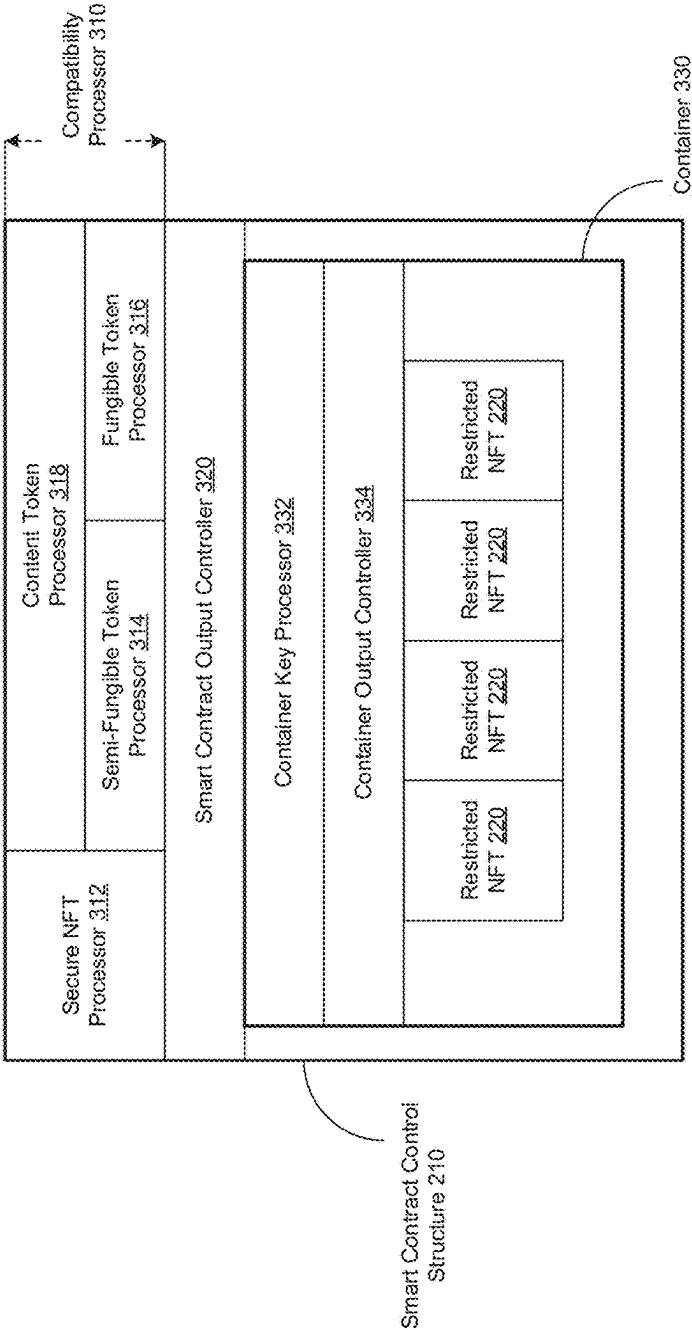 Secure NFT
Processor 312
Content Token
Processor 318
Semi-Fungible Token
Processor 314
Fungible Token
Processor 316
Compatibility
Processor 310
Smart Contract Output Controller 320
Container Key Processor 332
Container Output Controller 334
Restricted
NFT 220
Restricted
NFT 220
Restricted
NFT 220
Restricted
NFT 220
Smart Contract Control
Structure 210
Container 330